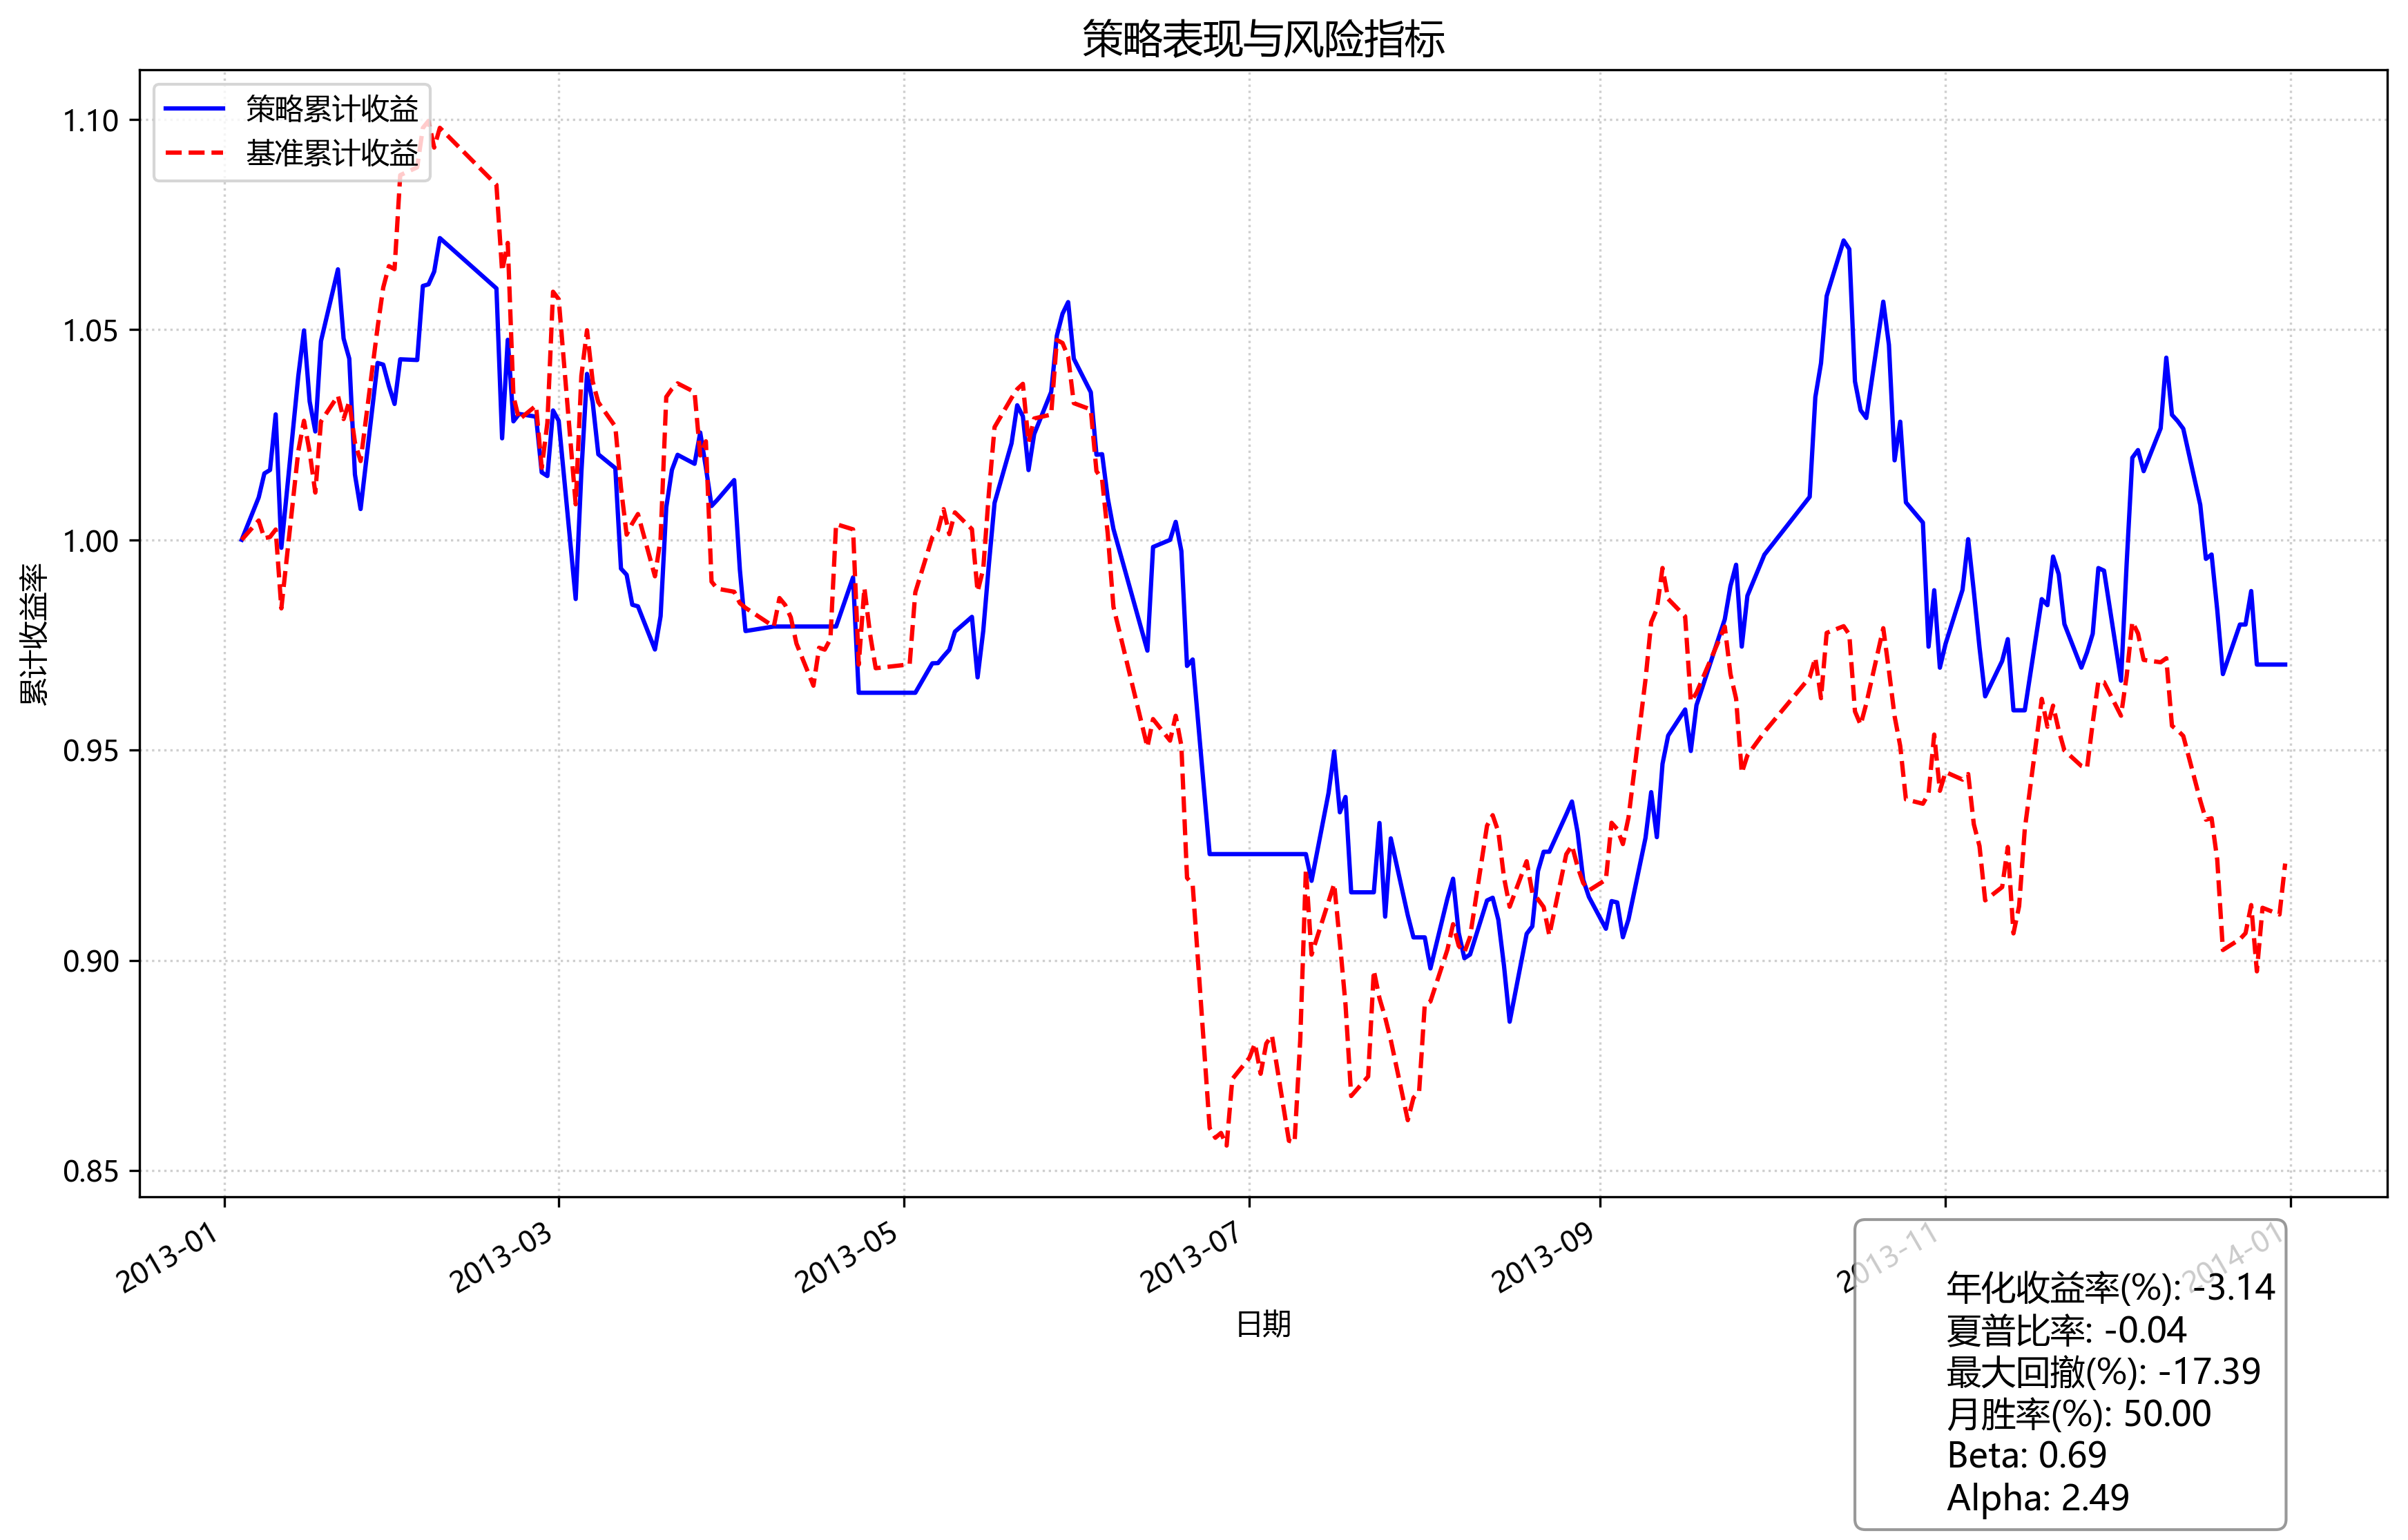 策略表现与风险指标
策略累计收益
基准累计收益
累计收益率
1.10
1.05
1.00
0.95
0.90
0.85
2013-01
2013-03
2013-05
2013-07
2013-09
2013-11
2014-01
日期
年化收益率(%): -3.14
夏普比率: -0.04
最大回撤(%): -17.39
月胜率(%): 50.00
Beta: 0.69
Alpha: 2.49